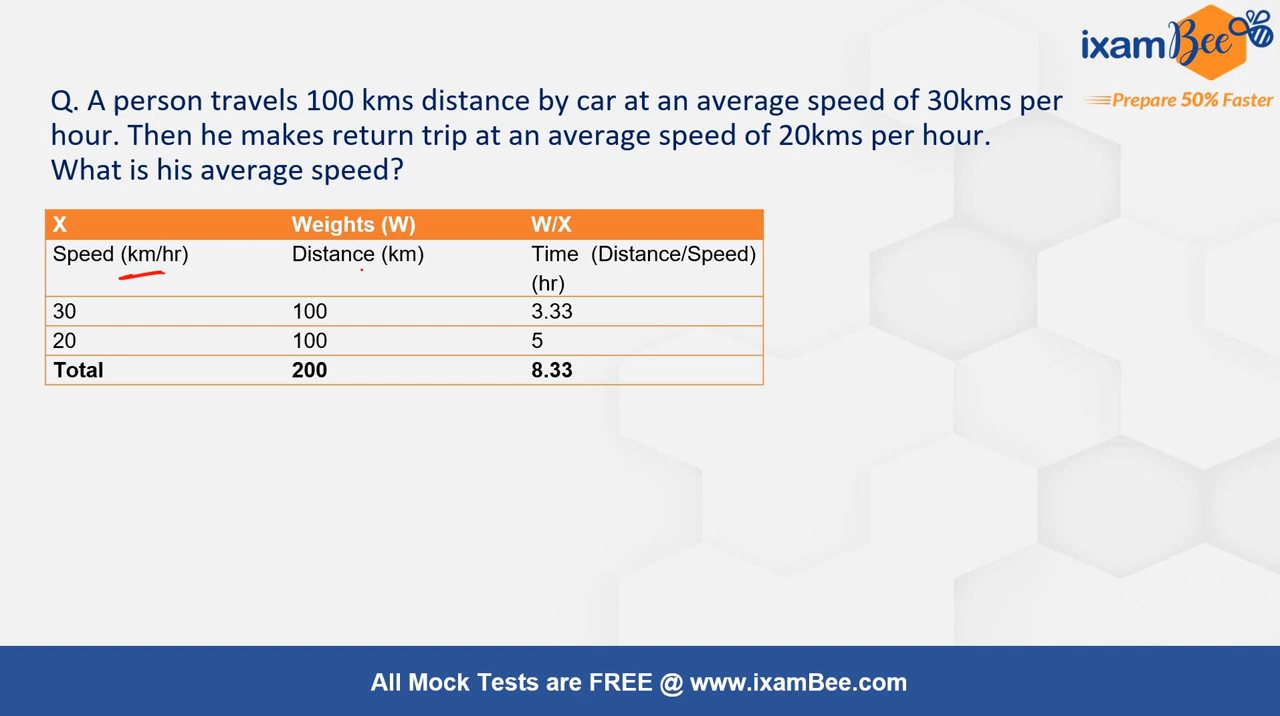 ixamBee
Prepare 50% Faster
Q. A person travels 100 kms distance by car at an average speed of 30kms per
hour. Then he makes return trip at an average speed of 20kms per hour.
What is his average speed?
X Weights (W) W/X
Speed (km/hr) Distance (km) Time (Distance/Speed)
(hr)
30 100 3.33
20 100 5
Total 200 8.33
All Mock Tests are FREE @ www.ixamBee.com